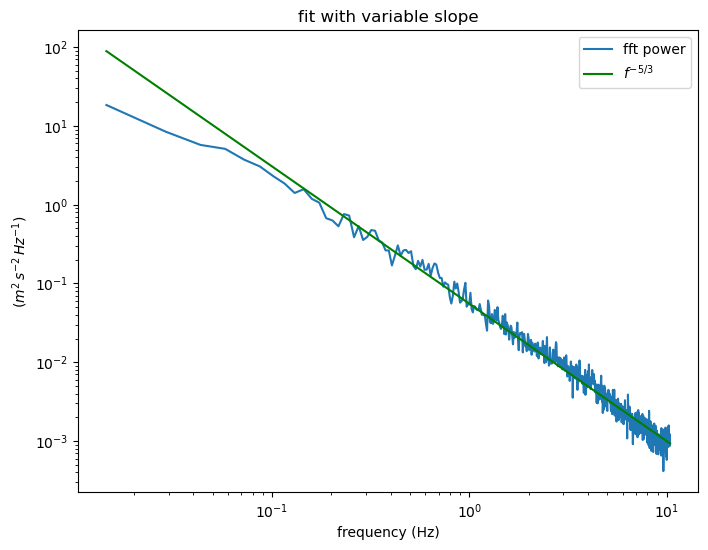 fit with variable slope
fft power
f^{-5/3}
10^2
10^1
10^0
10^{-1}
10^{-2}
10^{-3}
(m^2 s^{-2} Hz^{-1})
10^{-1}
10^0
10^1
frequency (Hz)